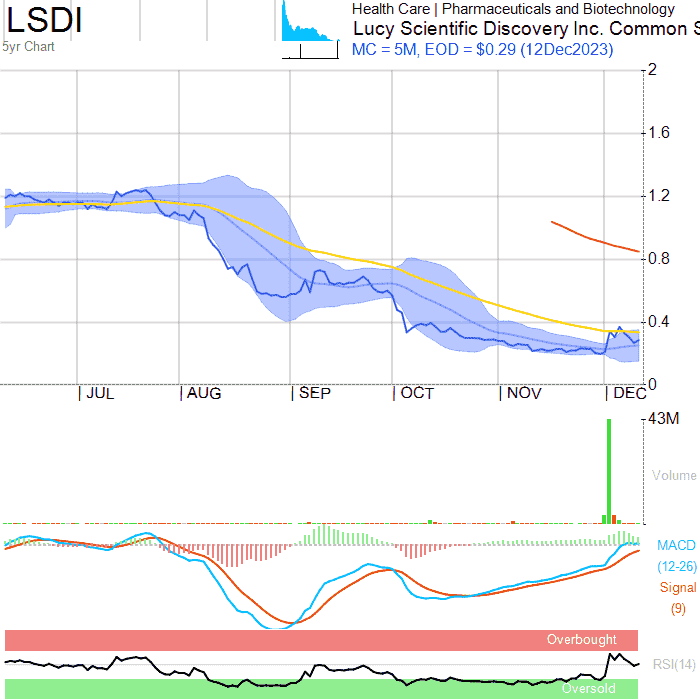 LSDI
5yr Chart
Health Care | Pharmaceuticals and Biotechnology
Lucy Scientific Discovery Inc. Common S
MC = 5M, EOD = $0.29 (12Dec2023)
2
1.6
1.2
0.8
0.4
0
| JUL | AUG | SEP | OCT | NOV | DEC
43M
Volume
MACD
(12-26)
Signal
(9)
Overbought
RSI(14)
Oversold